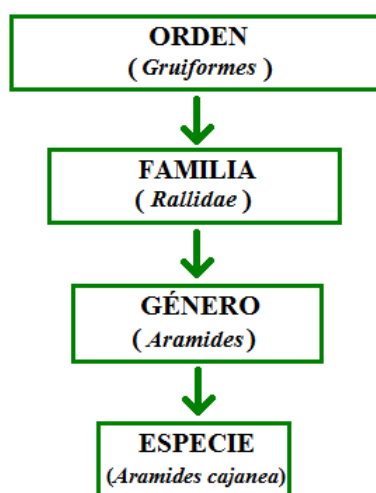 ORDEN
( Gruiformes )
FAMILIA
( Rallidae )
GÉNERO
(Aramides)
ESPECIE
(Aramides cajanea)